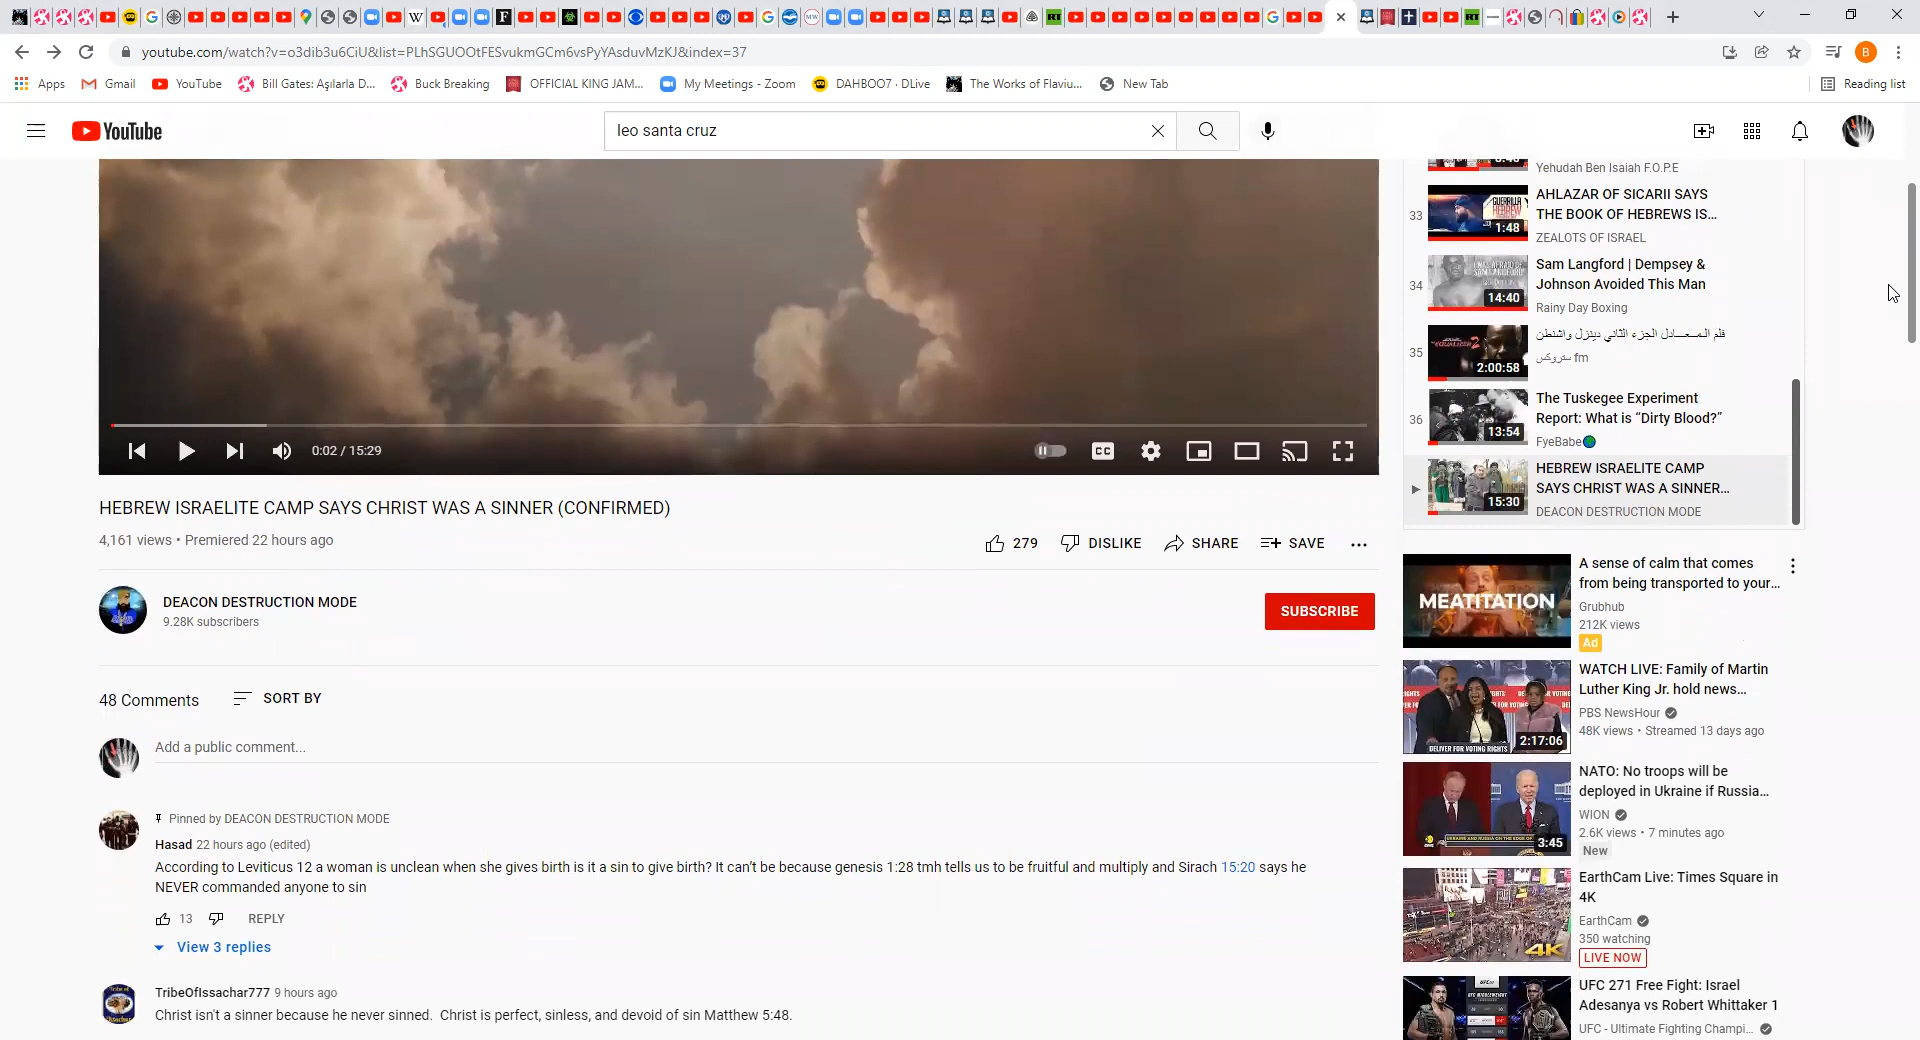 youtube.com/watch?v=o3dib3u6CiU&list=PLhSGUOOtFESvukmGCm6vsPyYAsduvMzKJ&index=37
B
Apps
Gmail
YouTube
Bill Gates: Aşılarla D...
Buck Breaking
OFFICIAL KING JAM...
My Meetings - Zoom
DAHBOO7 · DLive
The Works of Flaviu...
New Tab
Reading list
YouTube
leo santa cruz
Yehudah Ben Isaiah F.O.P.E
33
1:48
AHLAZAR OF SICARII SAYS
THE BOOK OF HEBREWS IS...
ZEALOTS OF ISRAEL
34
14:40
Sam Langford | Dempsey &
Johnson Avoided This Man
Rainy Day Boxing
35
2:00:58
فلم الـمــعـــادل الجزء الثاني دينزل واشنطن
ستروكس fm
36
13:54
The Tuskegee Experiment
Report: What is “Dirty Blood?”
FyeBabe
15:30
HEBREW ISRAELITE CAMP
SAYS CHRIST WAS A SINNER...
DEACON DESTRUCTION MODE
0:02 / 15:29
CC
HEBREW ISRAELITE CAMP SAYS CHRIST WAS A SINNER (CONFIRMED)
4,161 views • Premiered 22 hours ago
279
DISLIKE
SHARE
SAVE
DEACON DESTRUCTION MODE
9.28K subscribers
SUBSCRIBE
48 Comments
SORT BY
Add a public comment...
Pinned by DEACON DESTRUCTION MODE
Hasad 22 hours ago (edited)
According to Leviticus 12 a woman is unclean when she gives birth is it a sin to give birth? It can’t be because genesis 1:28 tmh tells us to be fruitful and multiply and Sirach 15:20 says he
NEVER commanded anyone to sin
13
REPLY
View 3 replies
TribeOfIssachar777 9 hours ago
Christ isn't a sinner because he never sinned. Christ is perfect, sinless, and devoid of sin Matthew 5:48.
MEATITATION
A sense of calm that comes
from being transported to your...
Grubhub
212K views
Ad
DELIVER FOR VOTING RIGHTS
2:17:06
WATCH LIVE: Family of Martin
Luther King Jr. hold news...
PBS NewsHour
48K views • Streamed 13 days ago
3:45
NATO: No troops will be
deployed in Ukraine if Russia...
WION
2.6K views • 7 minutes ago
New
4K
EarthCam Live: Times Square in
4K
EarthCam
350 watching
LIVE NOW
UFC 271 Free Fight: Israel
Adesanya vs Robert Whittaker 1
UFC - Ultimate Fighting Champi...